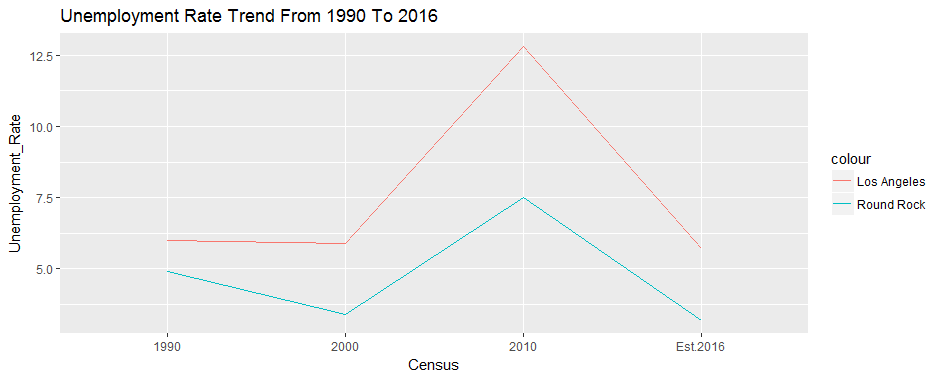 Unemployment Rate Trend From 1990 To 2016
12.5
10.0
7.5
5.0
Unemployment_Rate
1990 2000 2010 Est.2016
Census
colour
Los Angeles
Round Rock